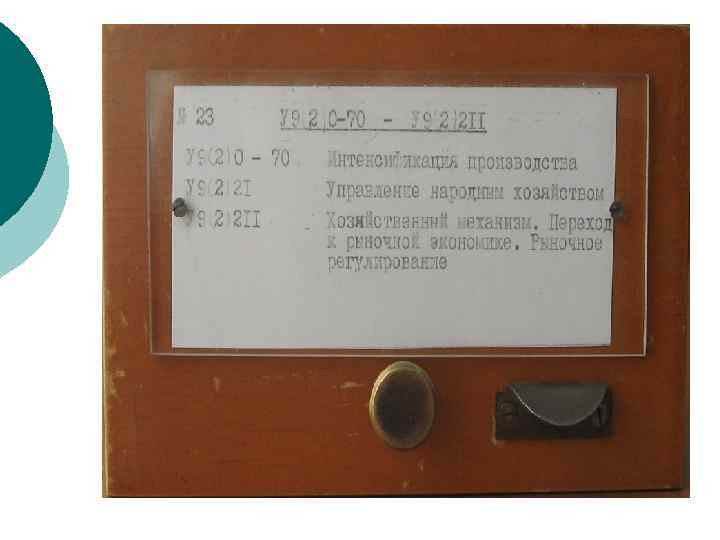 № 23 У9(2)0-70 - У9(2)2II
У9(2)0 - 70 Интенсификация производства
У9(2)2I Управление народным хозяйством
У9(2)2II Хозяйственный механизм. Переход
к рыночной экономике. Рыночное
регулирование